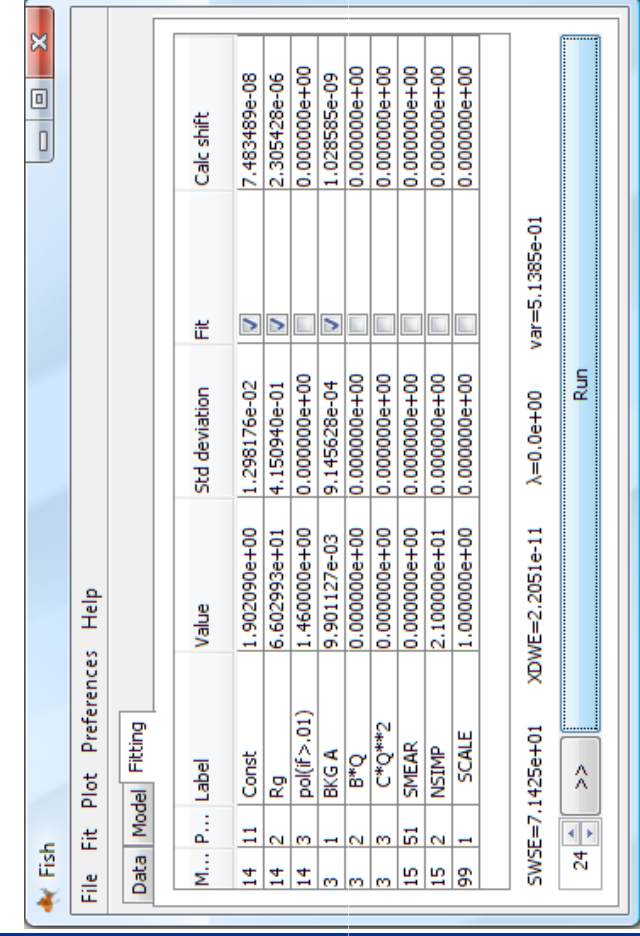 Fish
File Fit Plot Preferences Help
Data Model Fitting
M... P... Label Value Std deviation Fit Calc shift
14 11 Const 1.902090e+00 1.298176e-02 7.483489e-08
14 2 Rg 6.602993e+01 4.150940e-01 2.305428e-06
14 3 pol(if>.01) 1.460000e+00 0.000000e+00 0.000000e+00
3 1 BKG A 9.901127e-03 9.145628e-04 1.028585e-09
3 2 B*Q 0.000000e+00 0.000000e+00 0.000000e+00
3 3 C*Q**2 0.000000e+00 0.000000e+00 0.000000e+00
15 51 SMEAR 0.000000e+00 0.000000e+00 0.000000e+00
15 2 NSIMP 2.100000e+01 0.000000e+00 0.000000e+00
99 1 SCALE 1.000000e+00 0.000000e+00 0.000000e+00
SWSE=7.1425e+01 XDWE=2.2051e-11 λ=0.0e+00 var=5.1385e-01
24 >> Run